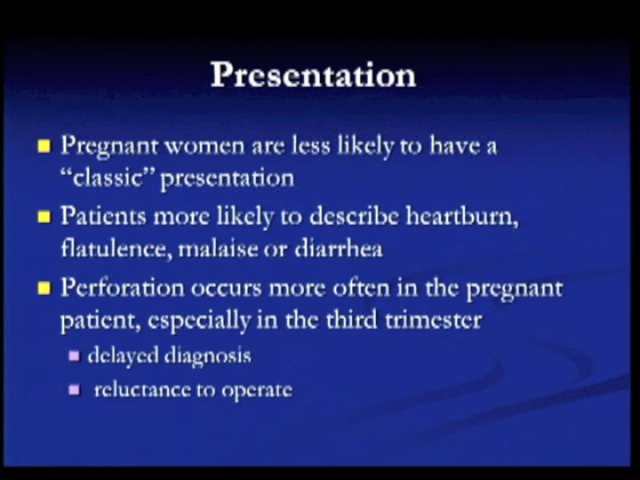 Presentation
Pregnant women are less likely to have a
“classic” presentation
Patients more likely to describe heartburn,
flatulence, malaise or diarrhea
Perforation occurs more often in the pregnant
patient, especially in the third trimester
delayed diagnosis
reluctance to operate